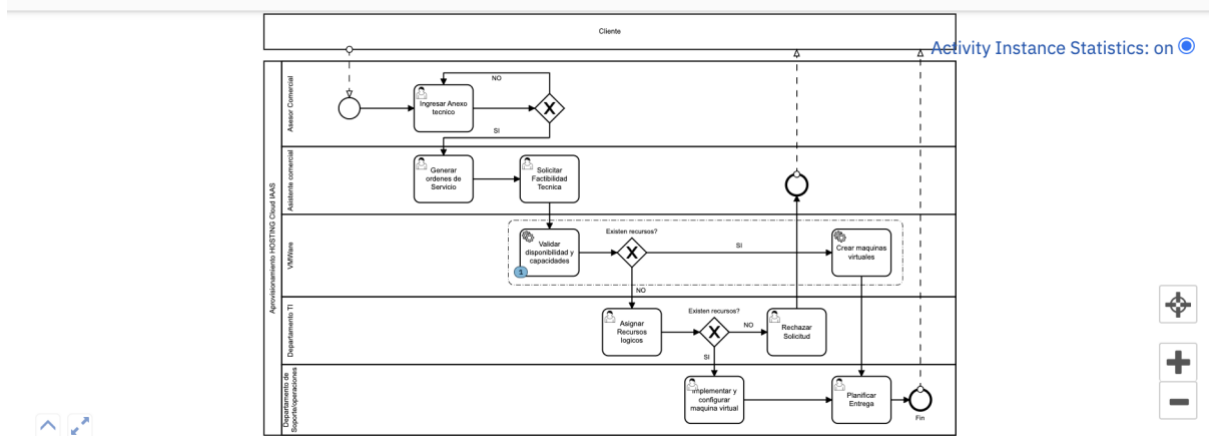 Cliente
Activity Instance Statistics: on
Aprovisionamiento HOSTING Cloud IAAS
Asesor Comercial
NO
Ingresar Anexo
tecnico
X
SI
Asistente comercial
Generar
ordenes de
Servicio
Solicitar
Factibilidad
Tecnica
VMWare
Validar
disponibilidad y
capacidades
1
Existen recursos?
X
SI
Crear maquinas
virtuales
NO
Departamento TI
Asignar
Recursos
logicos
Existen recursos?
X
NO
Rechazar
Solicitud
SI
Departamento de
Soporte/operaciones
Implementar y
configurar
maquina virtual
Planificar
Entrega
Fin